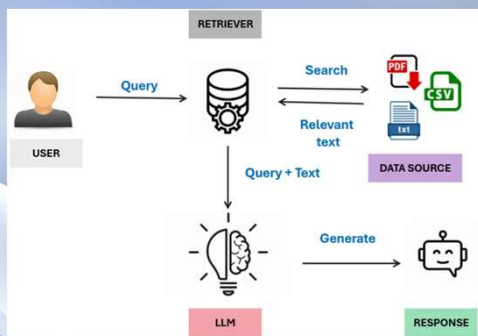 RETRIEVER
Query
Search
PDF
CSV
txt
Relevant
text
USER
DATA SOURCE
Query + Text
Generate
LLM
RESPONSE